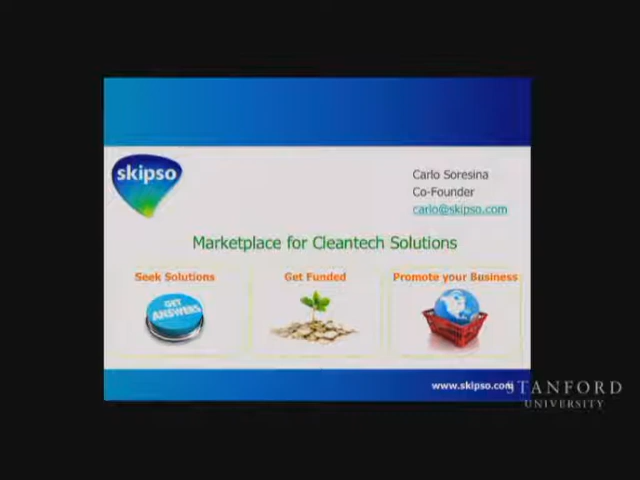 skipso
Carlo Soresina
Co-Founder
carlo@skipso.com
Marketplace for Cleantech Solutions
Seek Solutions
Get Funded
Promote your Business
GET
ANSWERS
www.skipso.com
STANFORD
UNIVERSITY